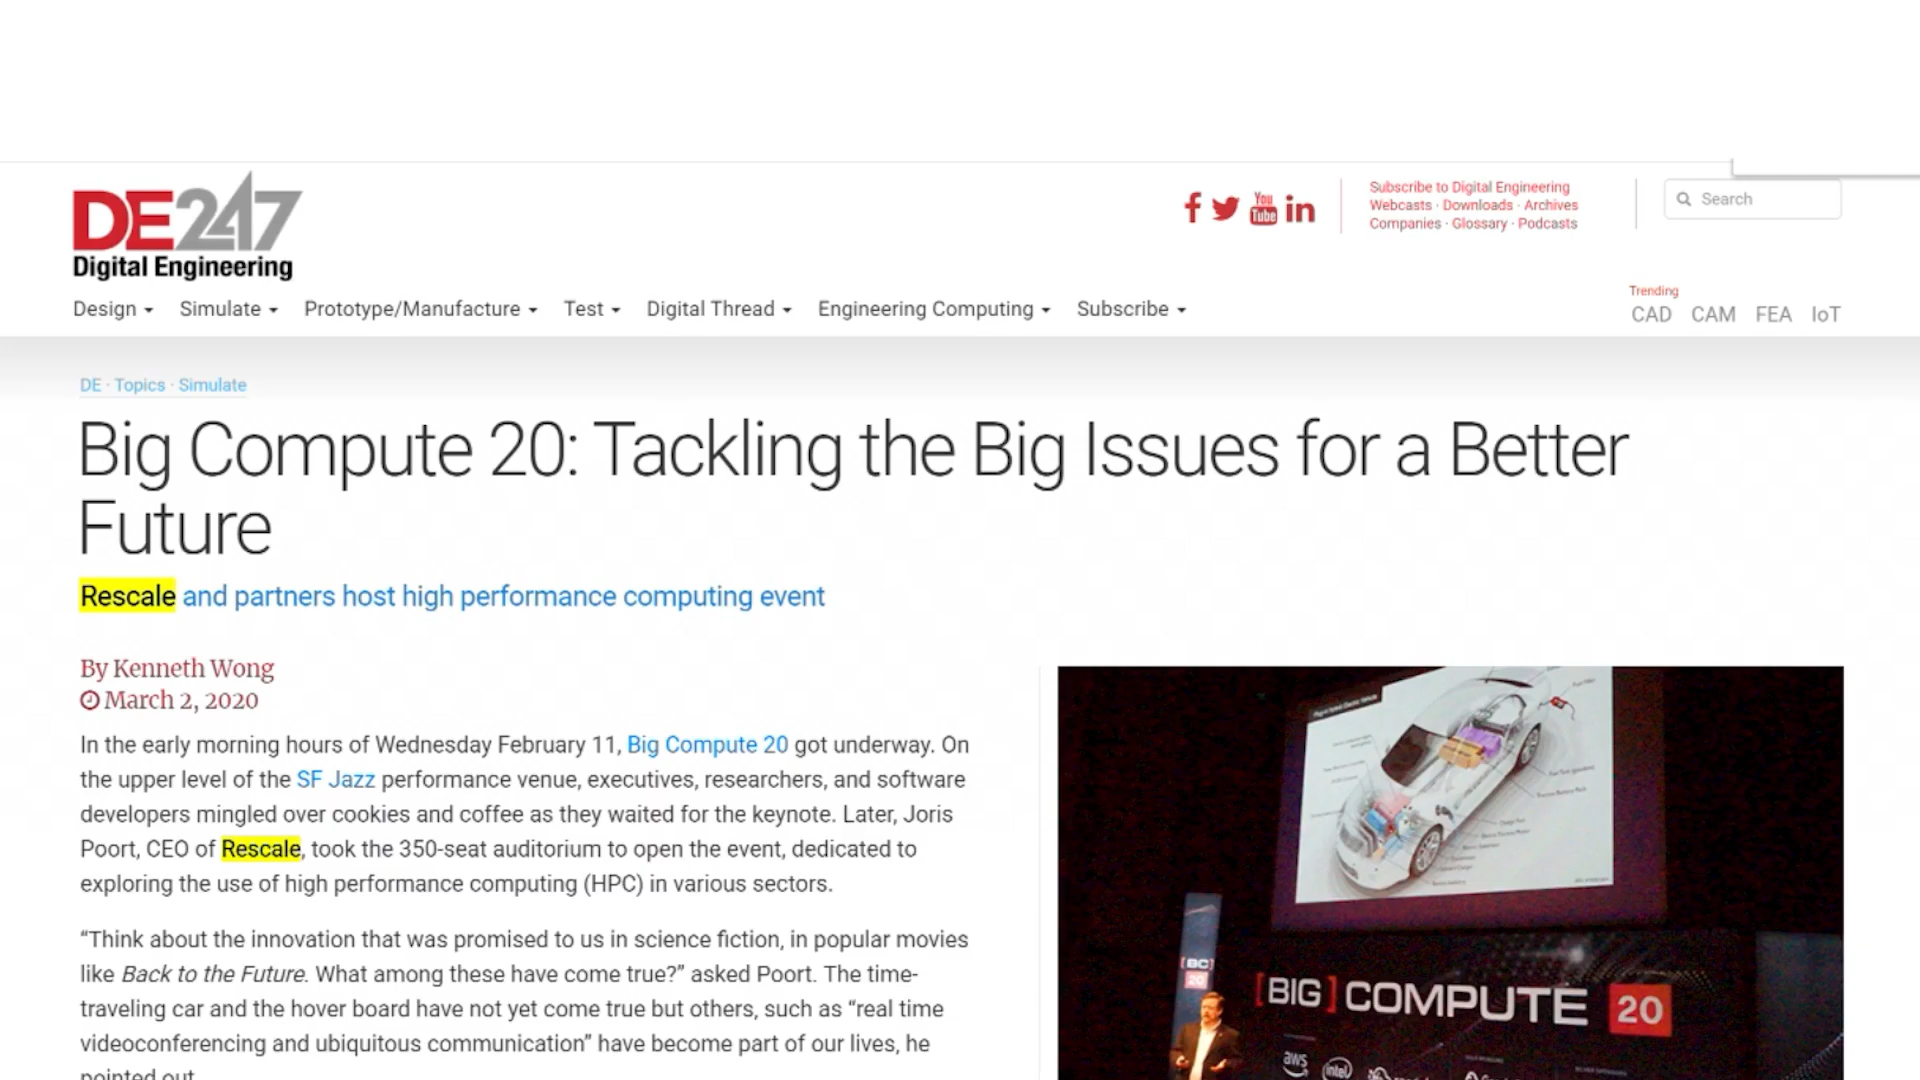 DE247
Digital Engineering
You
Tube
Subscribe to Digital Engineering
Webcasts · Downloads · Archives
Companies · Glossary · Podcasts
Search
Design
Simulate
Prototype/Manufacture
Test
Digital Thread
Engineering Computing
Subscribe
Trending
CAD CAM FEA IoT
DE · Topics · Simulate
Big Compute 20: Tackling the Big Issues for a Better
Future
Rescale and partners host high performance computing event
By Kenneth Wong
March 2, 2020
In the early morning hours of Wednesday February 11, Big Compute 20 got underway. On
the upper level of the SF Jazz performance venue, executives, researchers, and software
developers mingled over cookies and coffee as they waited for the keynote. Later, Joris
Poort, CEO of Rescale, took the 350-seat auditorium to open the event, dedicated to
exploring the use of high performance computing (HPC) in various sectors.
“Think about the innovation that was promised to us in science fiction, in popular movies
like Back to the Future. What among these have come true?” asked Poort. The time-
traveling car and the hover board have not yet come true but others, such as “real time
videoconferencing and ubiquitous communication” have become part of our lives, he
pointed out.
[BC]
20
[BIG] COMPUTE 20
aws
intel